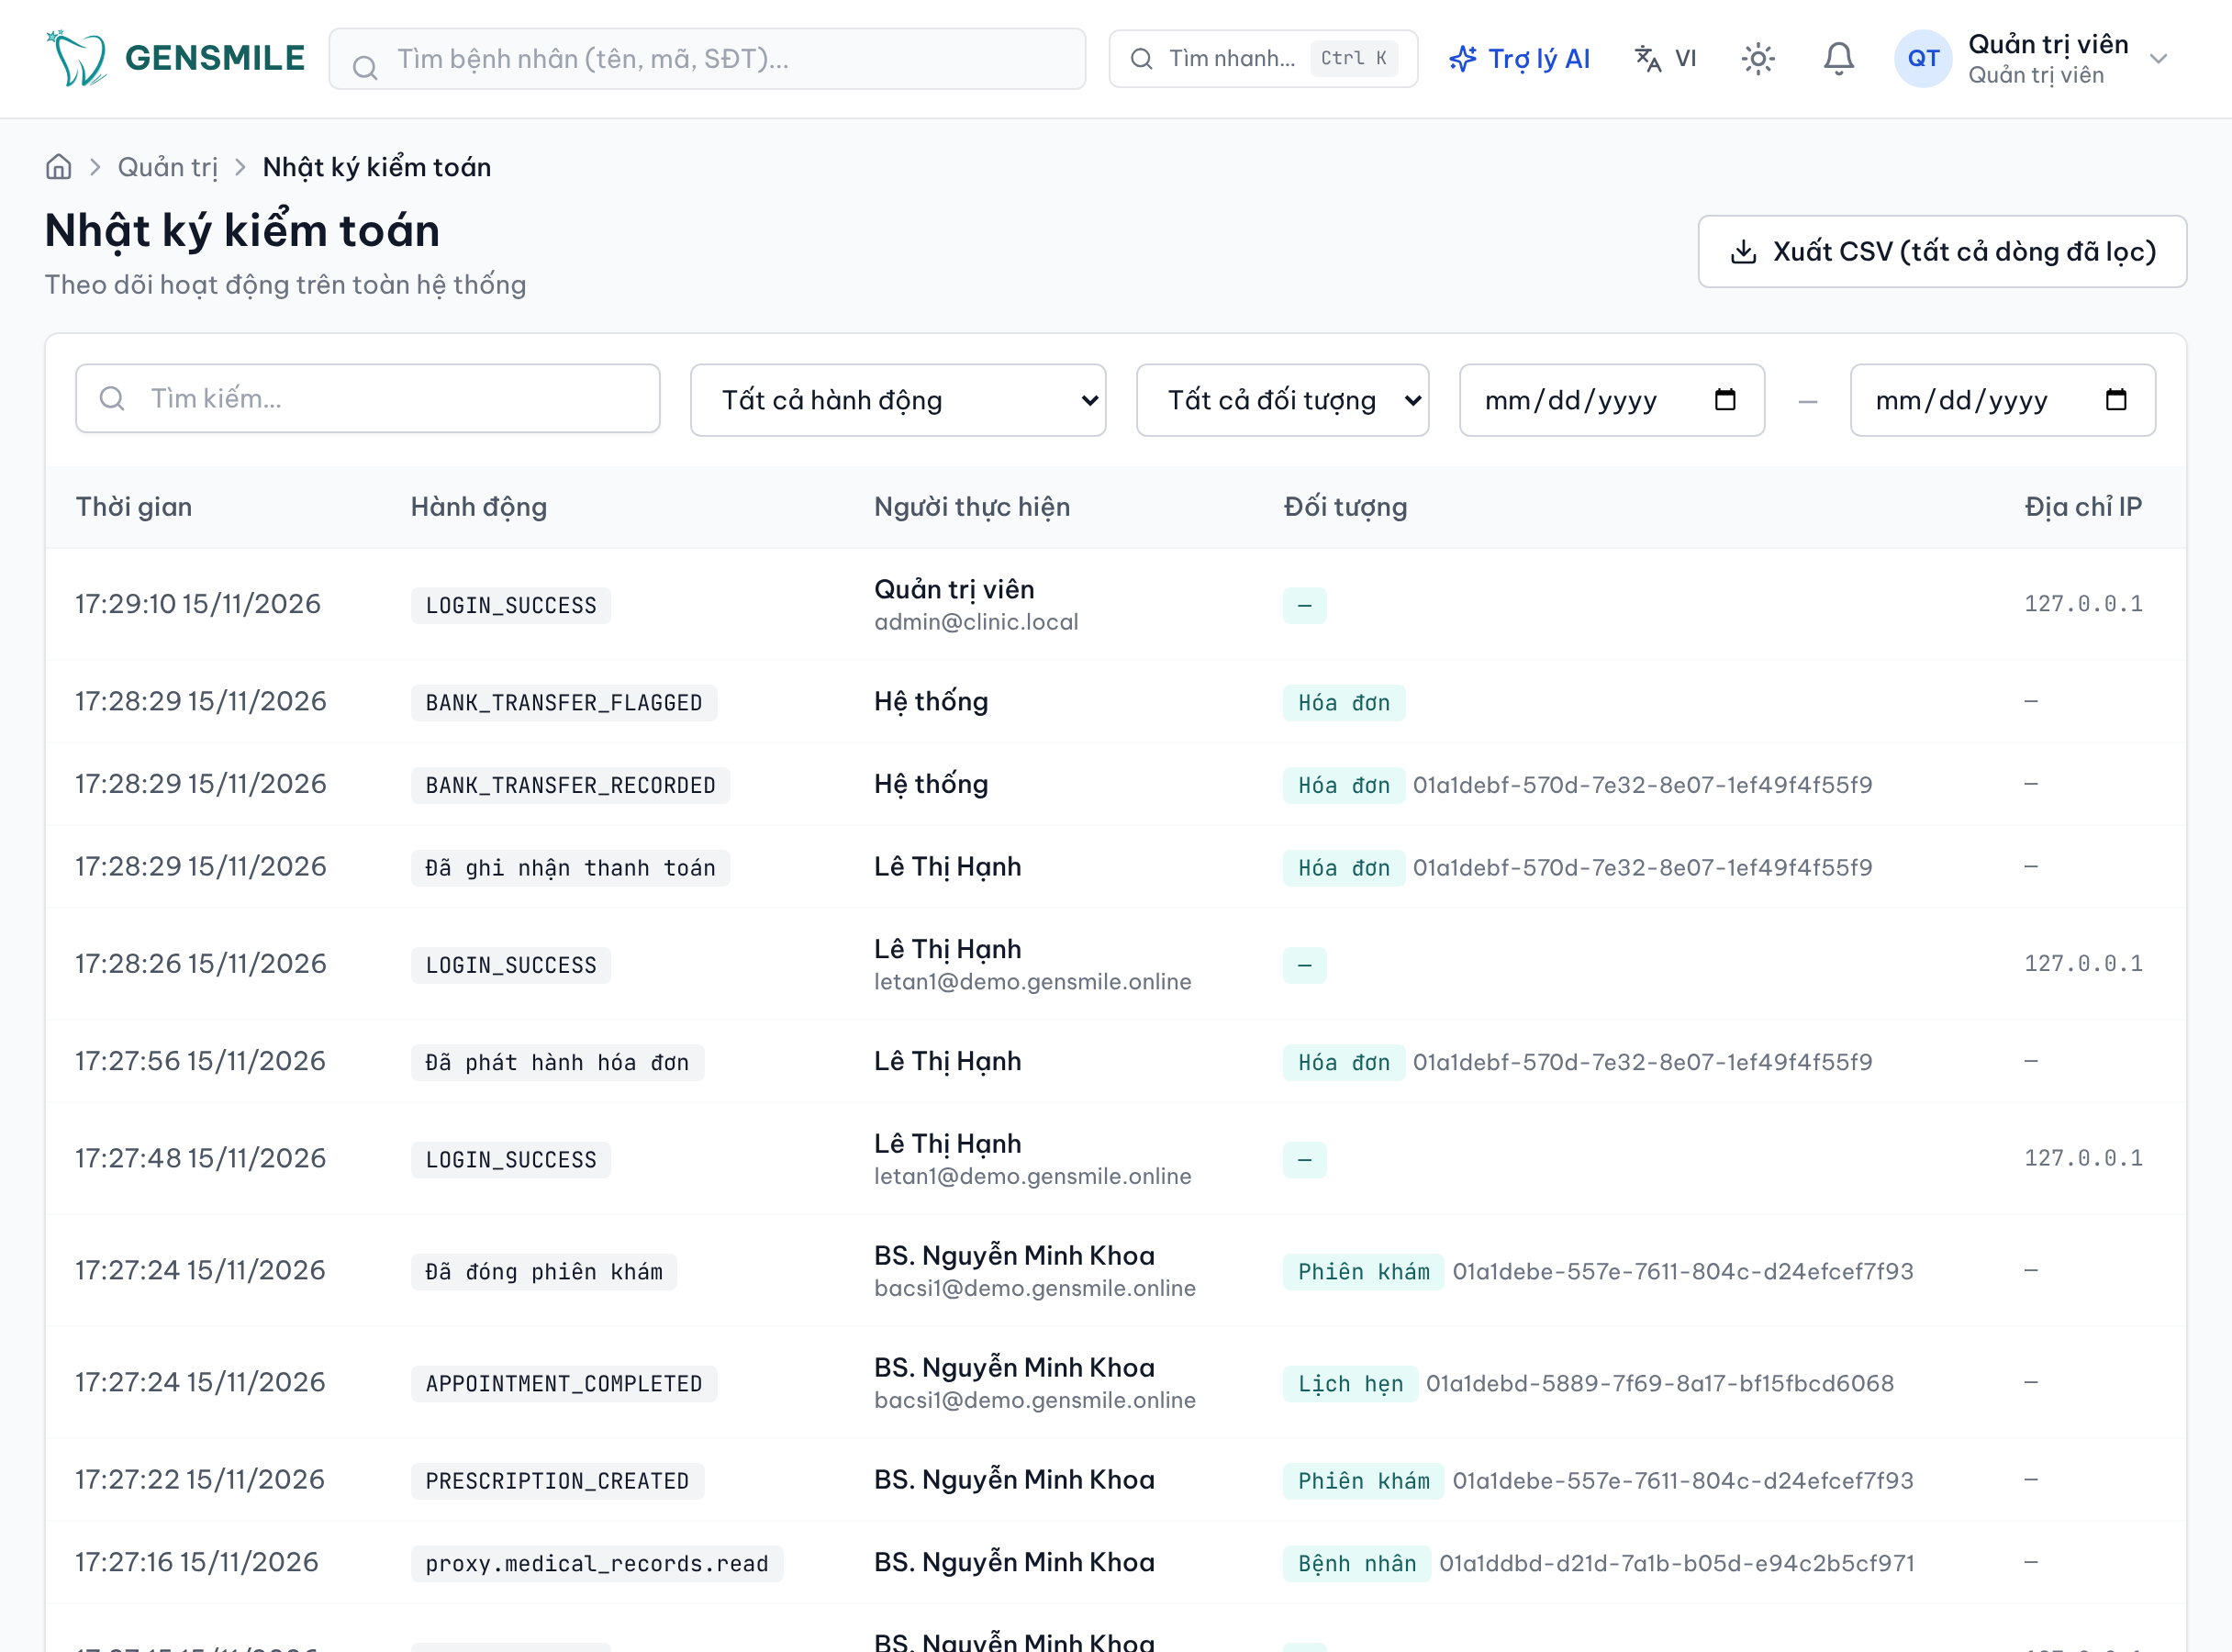 GENSMILE
Tìm bệnh nhân (tên, mã, SĐT)...
Tìm nhanh... Ctrl K
Trợ lý AI
VI
QT
Quản trị viên
Quản trị viên
Quản trị > Nhật ký kiểm toán
Nhật ký kiểm toán
Theo dõi hoạt động trên toàn hệ thống
Xuất CSV (tất cả dòng đã lọc)
Tìm kiếm... Tất cả hành động Tất cả đối tượng mm/dd/yyyy — mm/dd/yyyy
Thời gian Hành động Người thực hiện Đối tượng Địa chỉ IP
17:29:10 15/11/2026 LOGIN_SUCCESS Quản trị viên — 127.0.0.1
admin@clinic.local
17:28:29 15/11/2026 BANK_TRANSFER_FLAGGED Hệ thống Hóa đơn —
17:28:29 15/11/2026 BANK_TRANSFER_RECORDED Hệ thống Hóa đơn 01a1debf-570d-7e32-8e07-1ef49f4f55f9 —
17:28:29 15/11/2026 Đã ghi nhận thanh toán Lê Thị Hạnh Hóa đơn 01a1debf-570d-7e32-8e07-1ef49f4f55f9 —
17:28:26 15/11/2026 LOGIN_SUCCESS Lê Thị Hạnh — 127.0.0.1
letan1@demo.gensmile.online
17:27:56 15/11/2026 Đã phát hành hóa đơn Lê Thị Hạnh Hóa đơn 01a1debf-570d-7e32-8e07-1ef49f4f55f9 —
17:27:48 15/11/2026 LOGIN_SUCCESS Lê Thị Hạnh — 127.0.0.1
letan1@demo.gensmile.online
17:27:24 15/11/2026 Đã đóng phiên khám BS. Nguyễn Minh Khoa Phiên khám 01a1debe-557e-7611-804c-d24efcef7f93 —
bacsi1@demo.gensmile.online
17:27:24 15/11/2026 APPOINTMENT_COMPLETED BS. Nguyễn Minh Khoa Lịch hẹn 01a1debd-5889-7f69-8a17-bf15fbcd6068 —
bacsi1@demo.gensmile.online
17:27:22 15/11/2026 PRESCRIPTION_CREATED BS. Nguyễn Minh Khoa Phiên khám 01a1debe-557e-7611-804c-d24efcef7f93 —
17:27:16 15/11/2026 proxy.medical_records.read BS. Nguyễn Minh Khoa Bệnh nhân 01a1ddbd-d21d-7a1b-b05d-e94c2b5cf971 —
BS. Nguyễn Minh Khoa